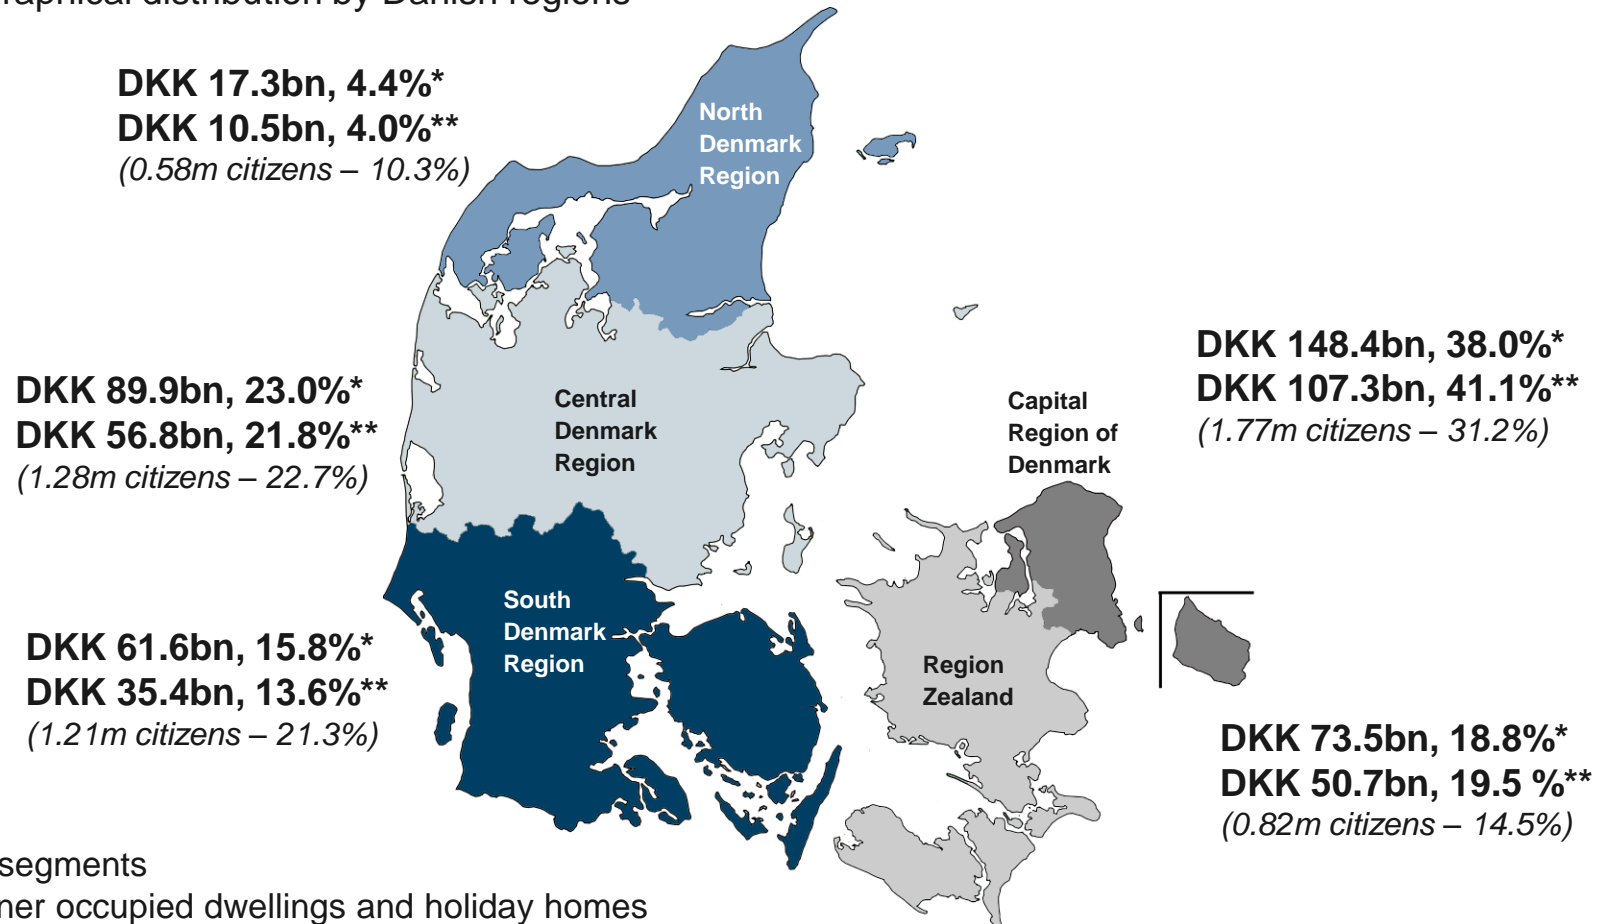 by Danish regions
DKK 17.3bn, 4.4%*
DKK 10.5bn, 4.0%**
(0.58m citizens – 10.3%)
North
Denmark
Region
DKK 148.4bn, 38.0%*
DKK 107.3bn, 41.1%**
(1.77m citizens – 31.2%)
DKK 89.9bn, 23.0%*
DKK 56.8bn, 21.8%**
(1.28m citizens – 22.7%)
Central
Denmark
Region
Capital
Region of
Denmark
South
Denmark
Region
DKK 61.6bn, 15.8%*
DKK 35.4bn, 13.6%**
(1.21m citizens – 21.3%)
Region
Zealand
DKK 73.5bn, 18.8%*
DKK 50.7bn, 19.5 %**
(0.82m citizens – 14.5%)
segments
occupied dwellings and holiday homes